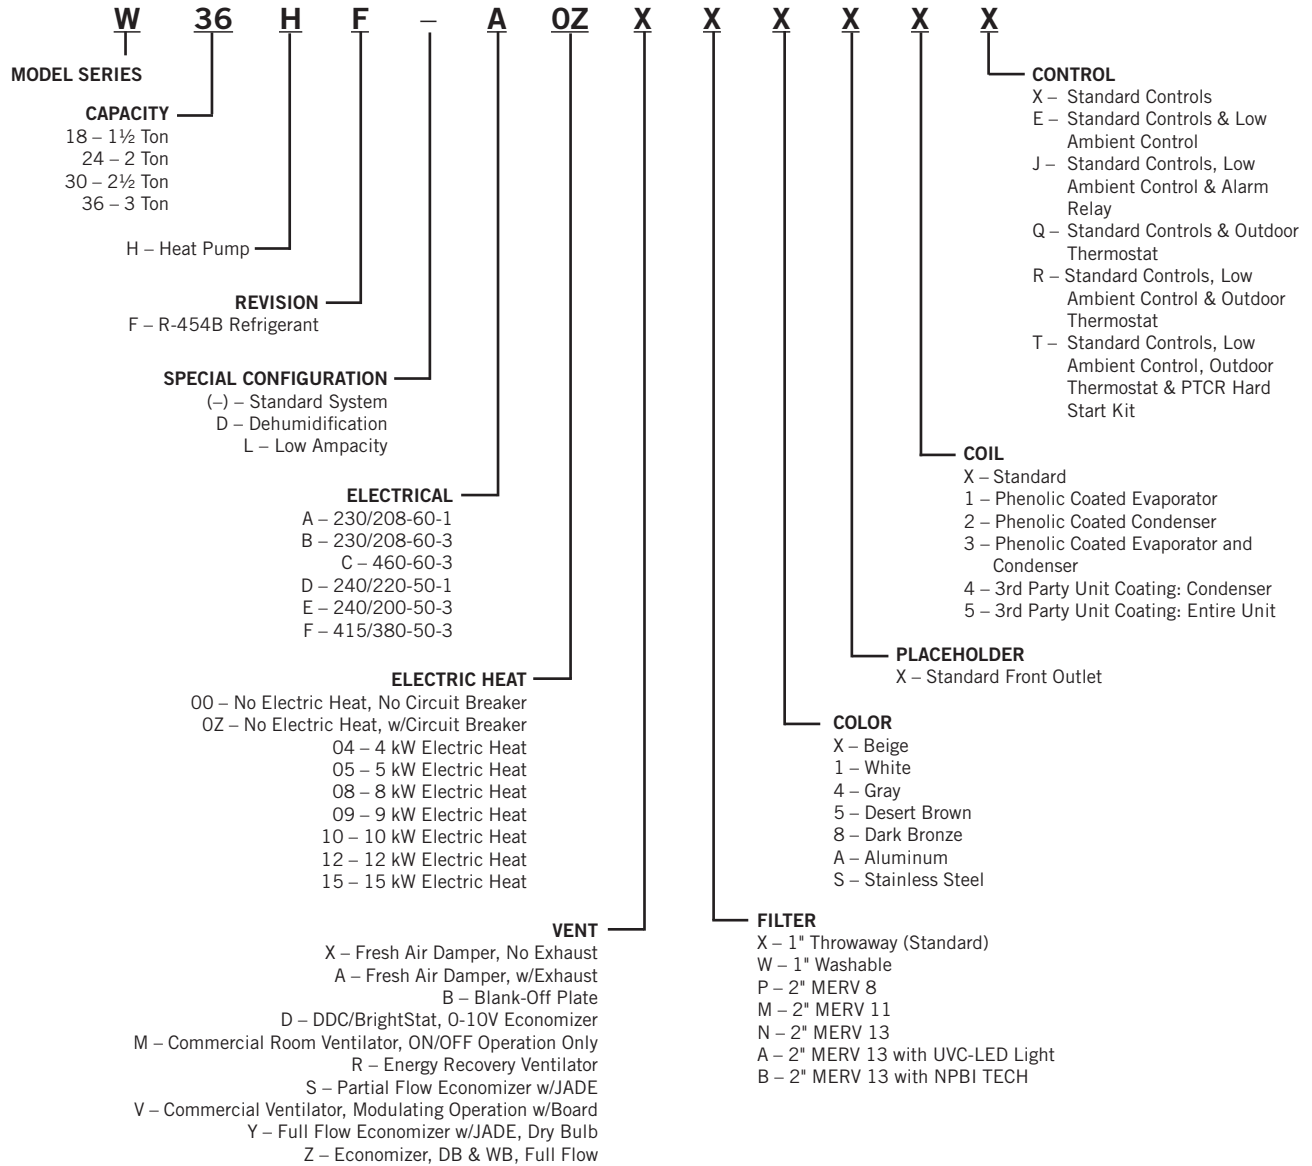 W 36 H F – A 0Z X X X X X X
MODEL SERIES
CAPACITY
18 – 1½ Ton
24 – 2 Ton
30 – 2½ Ton
36 – 3 Ton
H – Heat Pump
REVISION
F – R-454B Refrigerant
SPECIAL CONFIGURATION
(–) – Standard System
D – Dehumidification
L – Low Ampacity
ELECTRICAL
A – 230/208-60-1
B – 230/208-60-3
C – 460-60-3
D – 240/220-50-1
E – 240/200-50-3
F – 415/380-50-3
ELECTRIC HEAT
00 – No Electric Heat, No Circuit Breaker
0Z – No Electric Heat, w/Circuit Breaker
04 – 4 kW Electric Heat
05 – 5 kW Electric Heat
08 – 8 kW Electric Heat
09 – 9 kW Electric Heat
10 – 10 kW Electric Heat
12 – 12 kW Electric Heat
15 – 15 kW Electric Heat
VENT
X – Fresh Air Damper, No Exhaust
A – Fresh Air Damper, w/Exhaust
B – Blank-Off Plate
D – DDC/BrightStat, 0-10V Economizer
M – Commercial Room Ventilator, ON/OFF Operation Only
R – Energy Recovery Ventilator
S – Partial Flow Economizer w/JADE
V – Commercial Ventilator, Modulating Operation w/Board
Y – Full Flow Economizer w/JADE, Dry Bulb
Z – Economizer, DB & WB, Full Flow
FILTER
X – 1" Throwaway (Standard)
W – 1" Washable
P – 2" MERV 8
M – 2" MERV 11
N – 2" MERV 13
A – 2" MERV 13 with UVC-LED Light
B – 2" MERV 13 with NPBI TECH
COLOR
X – Beige
1 – White
4 – Gray
5 – Desert Brown
8 – Dark Bronze
A – Aluminum
S – Stainless Steel
PLACEHOLDER
X – Standard Front Outlet
COIL
X – Standard
1 – Phenolic Coated Evaporator
2 – Phenolic Coated Condenser
3 – Phenolic Coated Evaporator and
Condenser
4 – 3rd Party Unit Coating: Condenser
5 – 3rd Party Unit Coating: Entire Unit
CONTROL
X – Standard Controls
E – Standard Controls & Low
Ambient Control
J – Standard Controls, Low
Ambient Control & Alarm
Relay
Q – Standard Controls & Outdoor
Thermostat
R – Standard Controls, Low
Ambient Control & Outdoor
Thermostat
T – Standard Controls, Low
Ambient Control, Outdoor
Thermostat & PTCR Hard
Start Kit